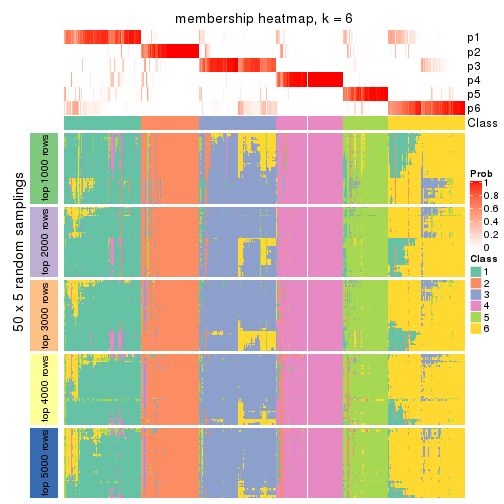 membership heatmap, k = 6
p1
p2
p3
p4
p5
p6
Class
50 x 5 random samplings
top 1000 rows
top 2000 rows
top 3000 rows
top 4000 rows
top 5000 rows
Prob
1
0.8
0.6
0.4
0.2
0
Class
1
2
3
4
5
6